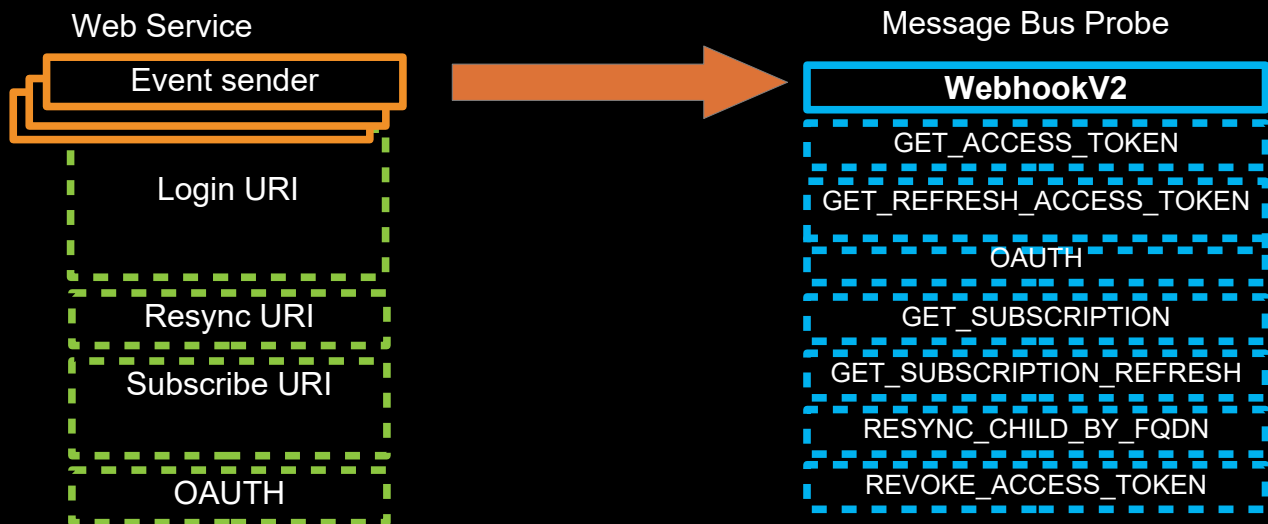 Web Service
Event sender
Login URI
Resync URI
Subscribe URI
OAUTH
Message Bus Probe
WebhookV2
GET_ACCESS_TOKEN
GET_REFRESH_ACCESS_TOKEN
OAUTH
GET_SUBSCRIPTION
GET_SUBSCRIPTION_REFRESH
RESYNC_CHILD_BY_FQDN
REVOKE_ACCESS_TOKEN